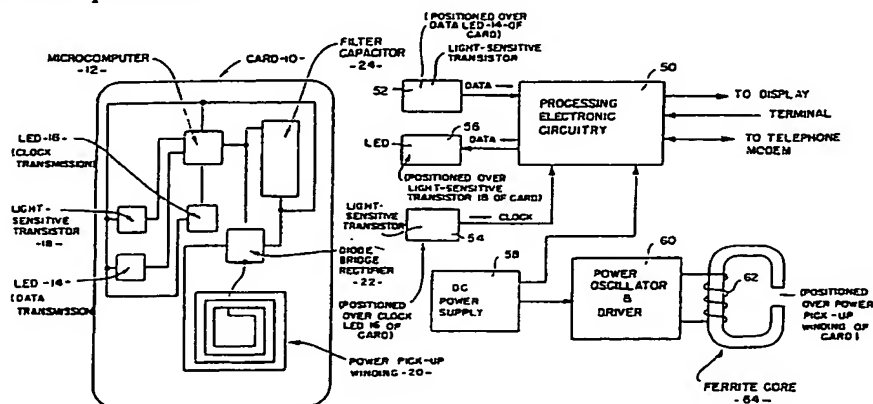 CARD-10-
FILTER
CAPACITOR
-24-
MICROCOMPUTER
-12-
LED-16-
(CLOCK
TRANSMISSION)
LIGHT-
SENSITIVE
TRANSISTOR
-18-
LED-14-
(DATA
TRANSMISSION)
DIODE
BRIDGE
RECTIFIER
-22-
POWER PICK-UP
WINDING-20-
(POSITIONED OVER
DATA LED-14-OF
CARD)
LIGHT-SENSITIVE
TRANSISTOR
52
DATA
50
PROCESSING
ELECTRONIC
CIRCUITRY
TO DISPLAY
TERMINAL
TO TELEPHONE
MODEM
LED
56
DATA
(POSITIONED OVER
LIGHT-SENSITIVE
TRANSISTOR 18 OF CARD)
LIGHT-
SENSITIVE
TRANSISTOR
CLOCK
54
(POSITIONED
OVER CLOCK
LED 16 OF
CARD)
58
DC
POWER
SUPPLY
60
POWER
OSCILLATOR
&
DRIVER
62
(POSITIONED
OVER POWER
PICK-UP
WINDING OF
CARD)
FERRITE CORE
-64-